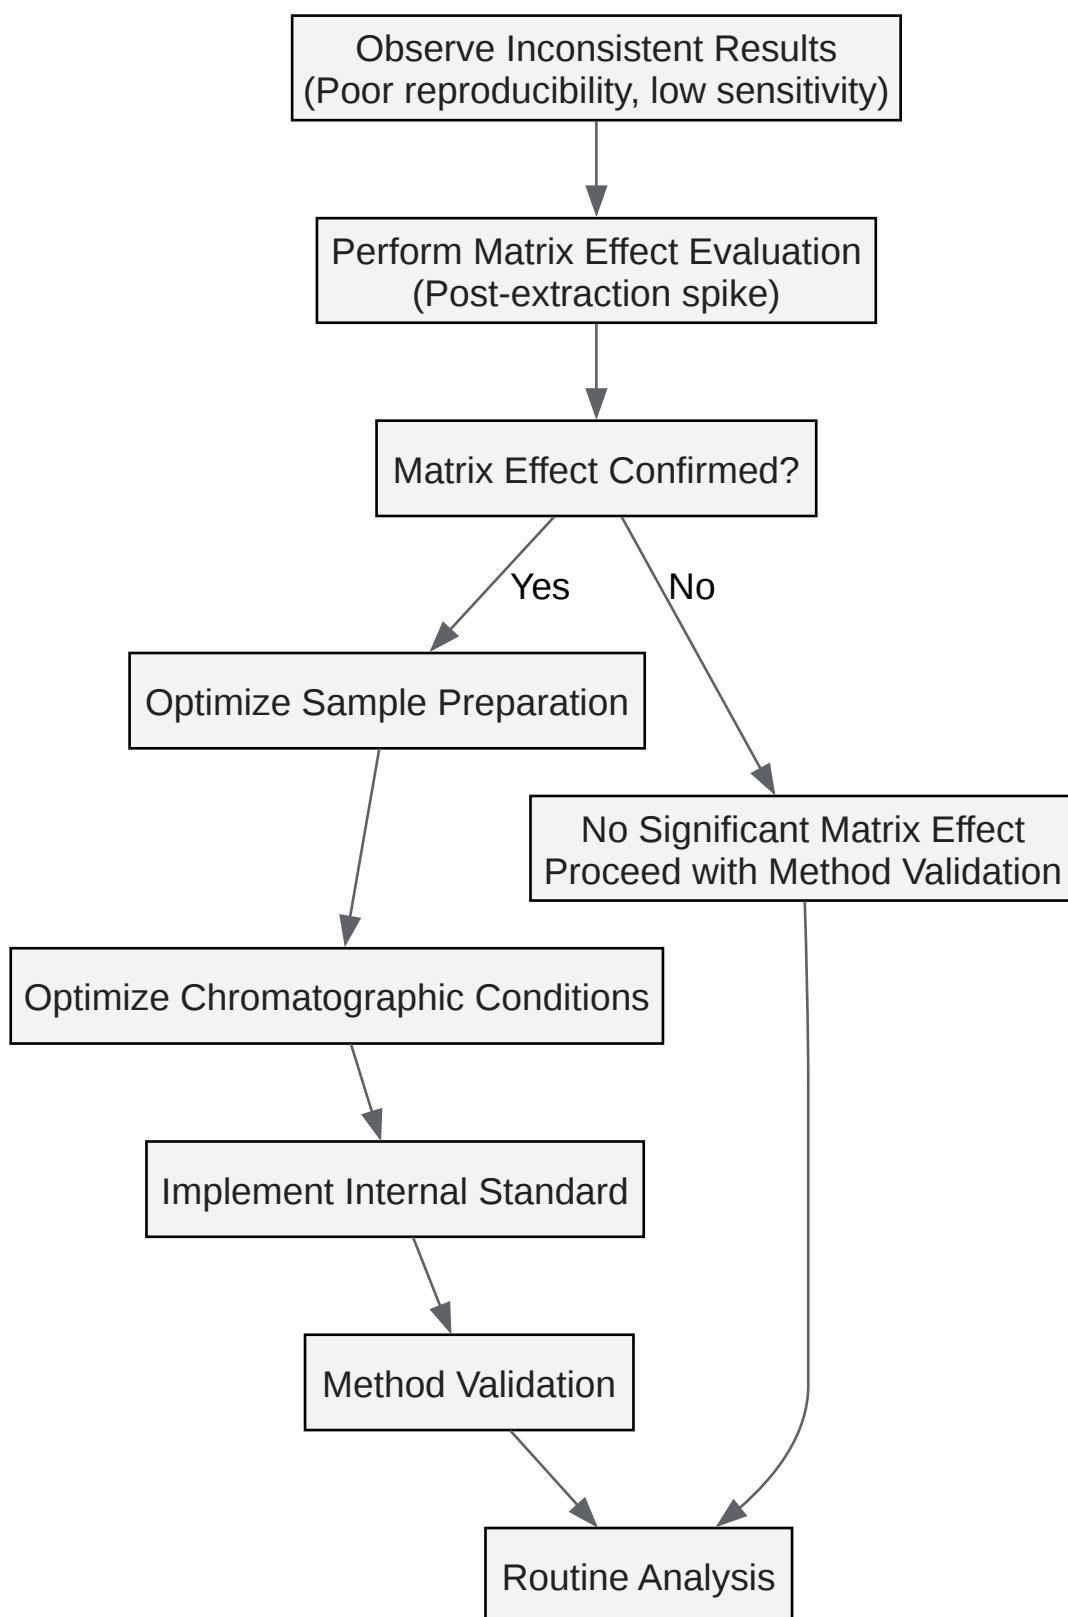 Observe Inconsistent Results
(Poor reproducibility, low sensitivity)
Perform Matrix Effect Evaluation
(Post-extraction spike)
Matrix Effect Confirmed?
Yes
No
Optimize Sample Preparation
No Significant Matrix Effect
Proceed with Method Validation
Optimize Chromatographic Conditions
Implement Internal Standard
Method Validation
Routine Analysis